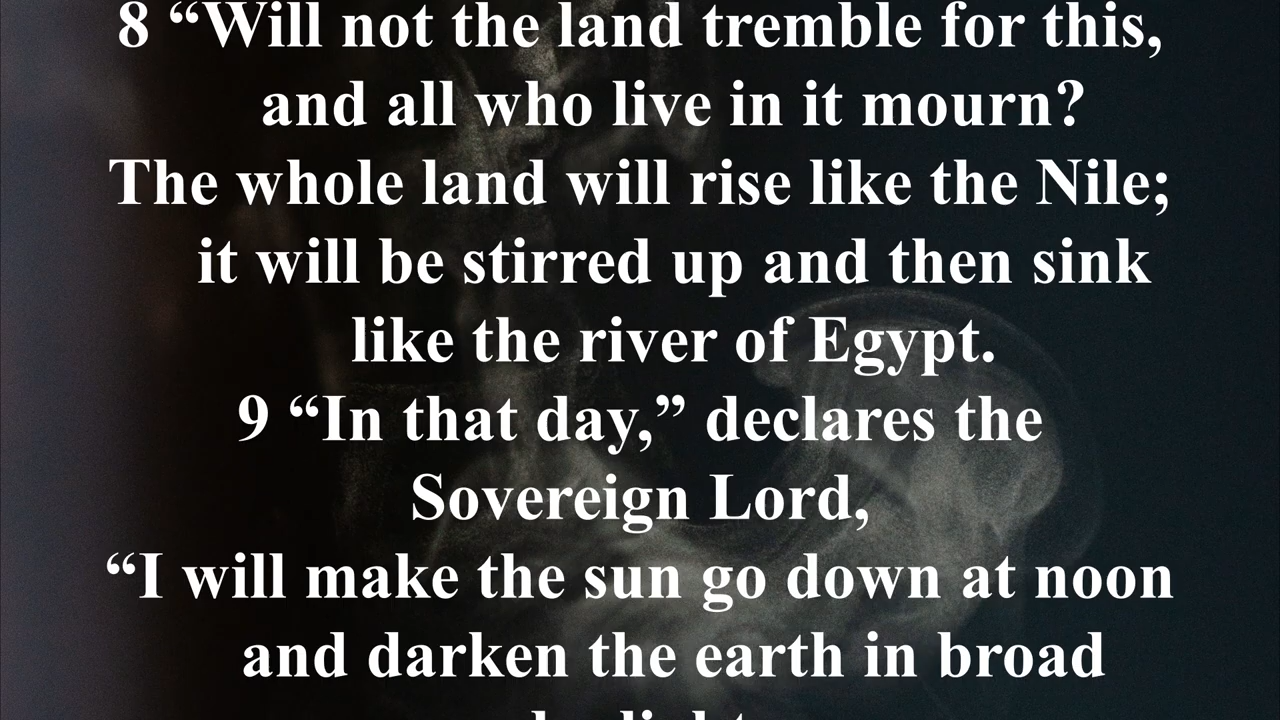 8 “Will not the land tremble for this,
and all who live in it mourn?
The whole land will rise like the Nile;
it will be stirred up and then sink
like the river of Egypt.
9 “In that day,” declares the
Sovereign Lord,
“I will make the sun go down at noon
and darken the earth in broad